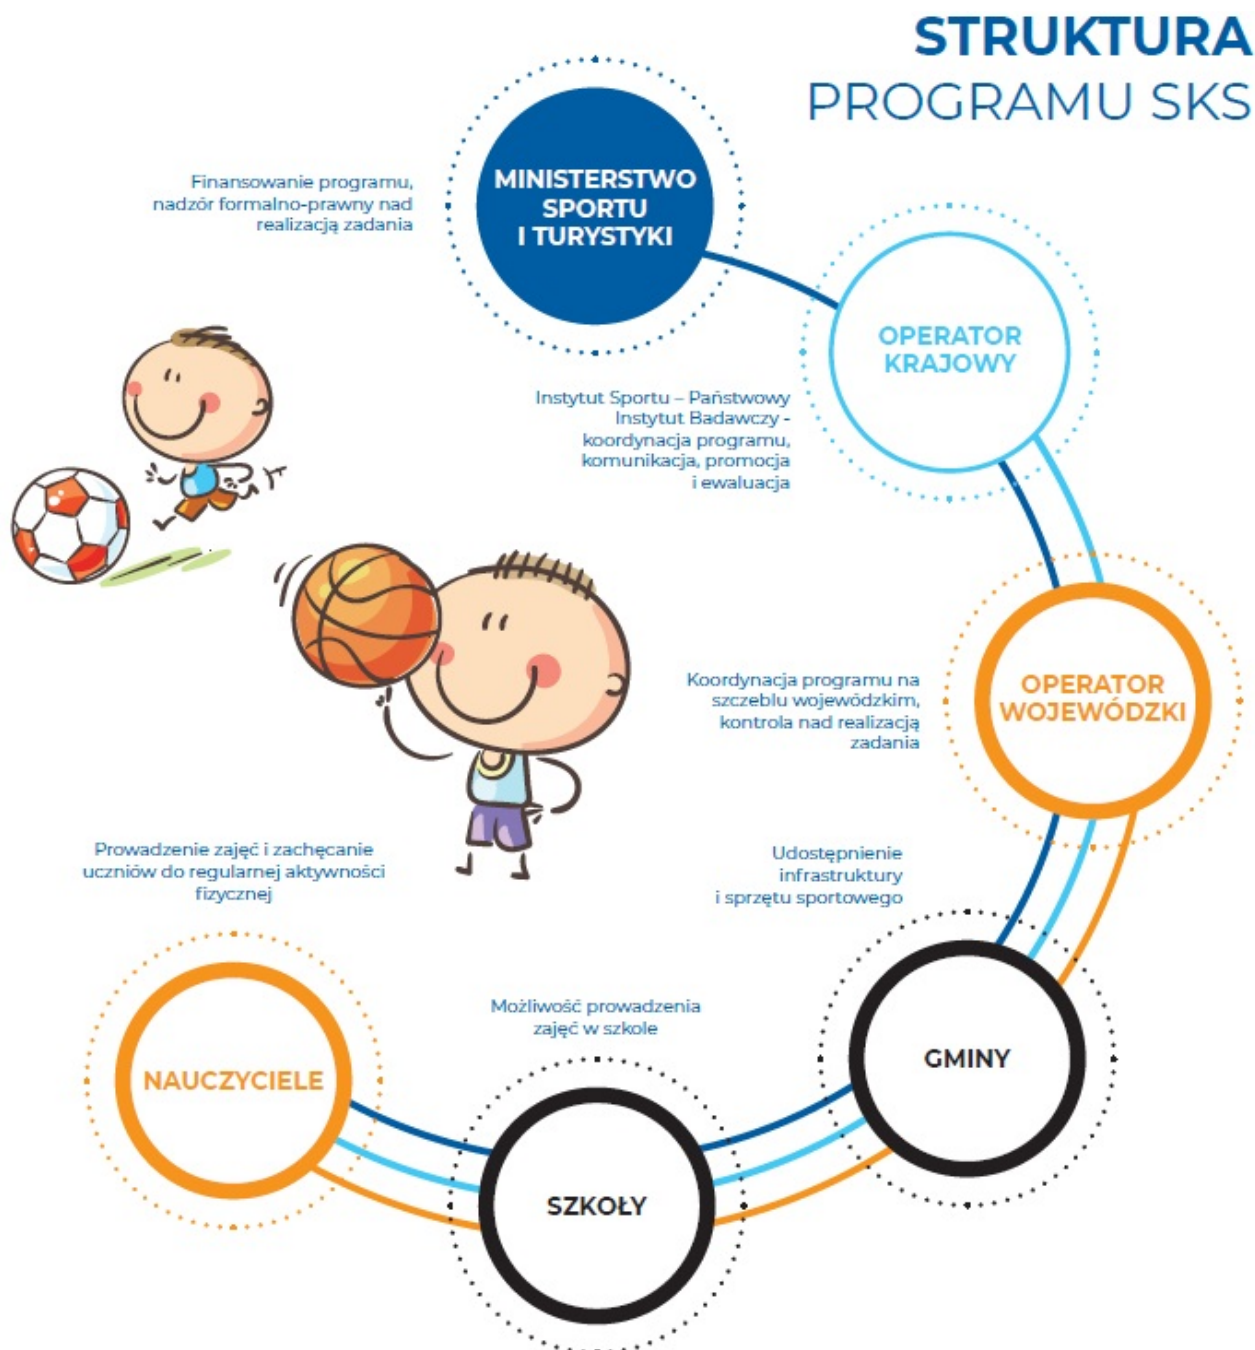 STRUKTURA
PROGRAMU SKS
MINISTERSTWO
SPORTU
I TURYSTYKI
Finansowanie programu,
nadzór formalno-prawny nad
realizacją zadania
OPERATOR
KRAJOWY
Instytut Sportu – Państwowy
Instytut Badawczy -
koordynacja programu,
komunikacja, promocja
i ewaluacja
OPERATOR
WOJEWÓDZKI
Koordynacja programu na
szczeblu wojewódzkim,
kontrola nad realizacją
zadania
Udostępnienie
infrastruktury
i sprzętu sportowego
GMINY
Możliwość prowadzenia
zajęć w szkole
SZKOŁY
Prowadzenie zajęć i zachęcanie
uczniów do regularnej aktywności
fizycznej
NAUCZYCIELE